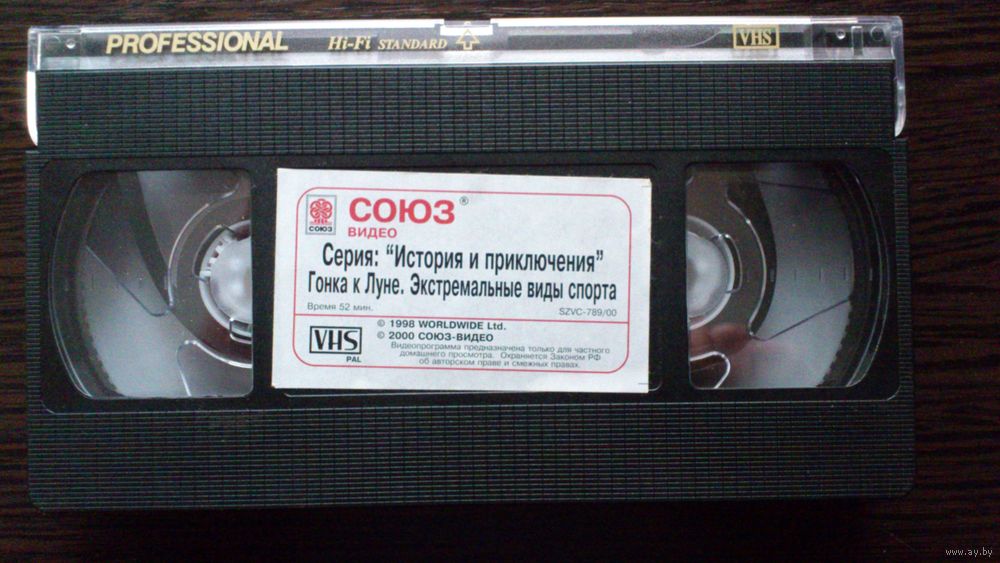 PROFESSIONAL Hi-Fi STANDARD VHS
СОЮЗ®
ВИДЕО
СОЮЗ
Серия: “История и приключения”
Гонка к Луне. Экстремальные виды спорта
Время 52 мин. SZVC-789/00
VHS
PAL
© 1998 WORLDWIDE Ltd.
© 2000 СОЮЗ-ВИДЕО
Видеопрограмма предназначена только для частного
домашнего просмотра. Охраняется Законом РФ
об авторском праве и смежных правах.
www.ay.by